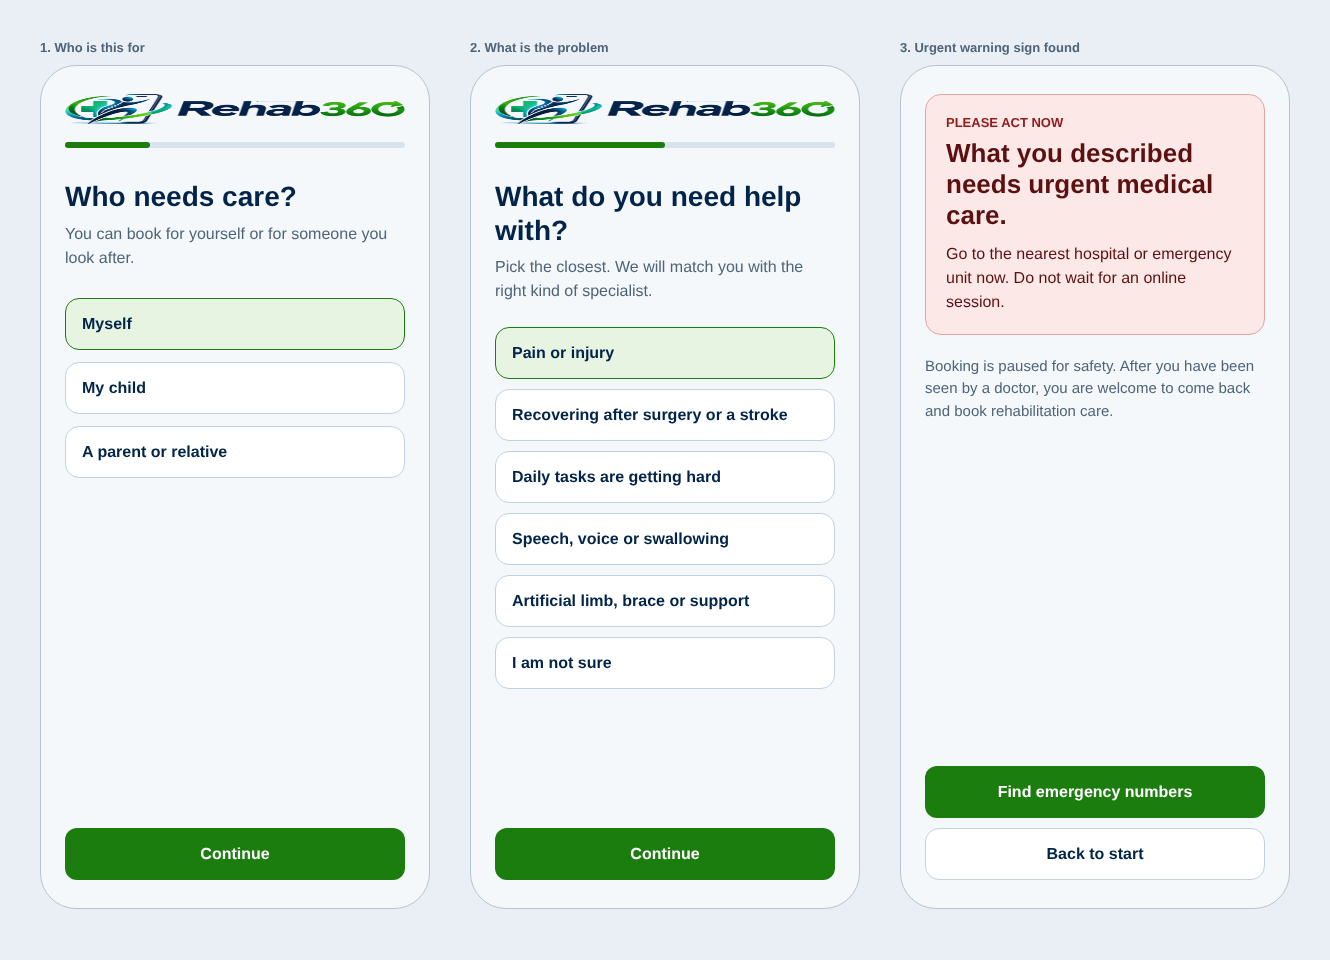 1. Who is this for
Rehab360
Who needs care?
You can book for yourself or for someone you
look after.
Myself
My child
A parent or relative
Continue
2. What is the problem
Rehab360
What do you need help
with?
Pick the closest. We will match you with the
right kind of specialist.
Pain or injury
Recovering after surgery or a stroke
Daily tasks are getting hard
Speech, voice or swallowing
Artificial limb, brace or support
I am not sure
Continue
3. Urgent warning sign found
PLEASE ACT NOW
What you described
needs urgent medical
care.
Go to the nearest hospital or emergency
unit now. Do not wait for an online
session.
Booking is paused for safety. After you have been
seen by a doctor, you are welcome to come back
and book rehabilitation care.
Find emergency numbers
Back to start